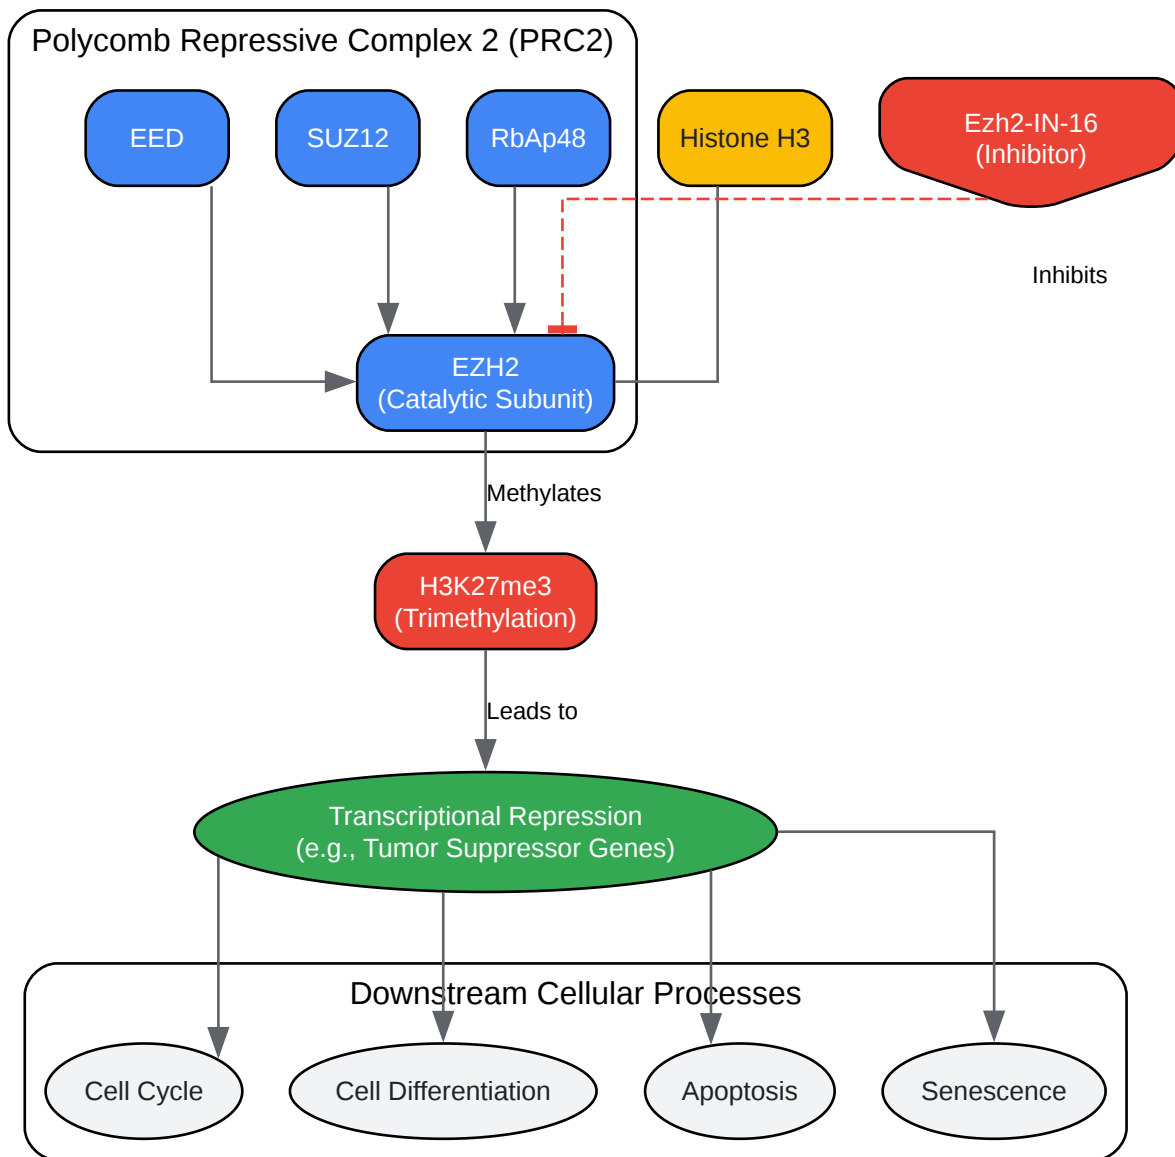 Polycomb Repressive Complex 2 (PRC2)
EED
SUZ12
RbAp48
Histone H3
Ezh2-IN-16
(Inhibitor)
Inhibits
EZH2
(Catalytic Subunit)
Methylates
H3K27me3
(Trimethylation)
Leads to
Transcriptional Repression
(e.g., Tumor Suppressor Genes)
Downstream Cellular Processes
Cell Cycle
Cell Differentiation
Apoptosis
Senescence